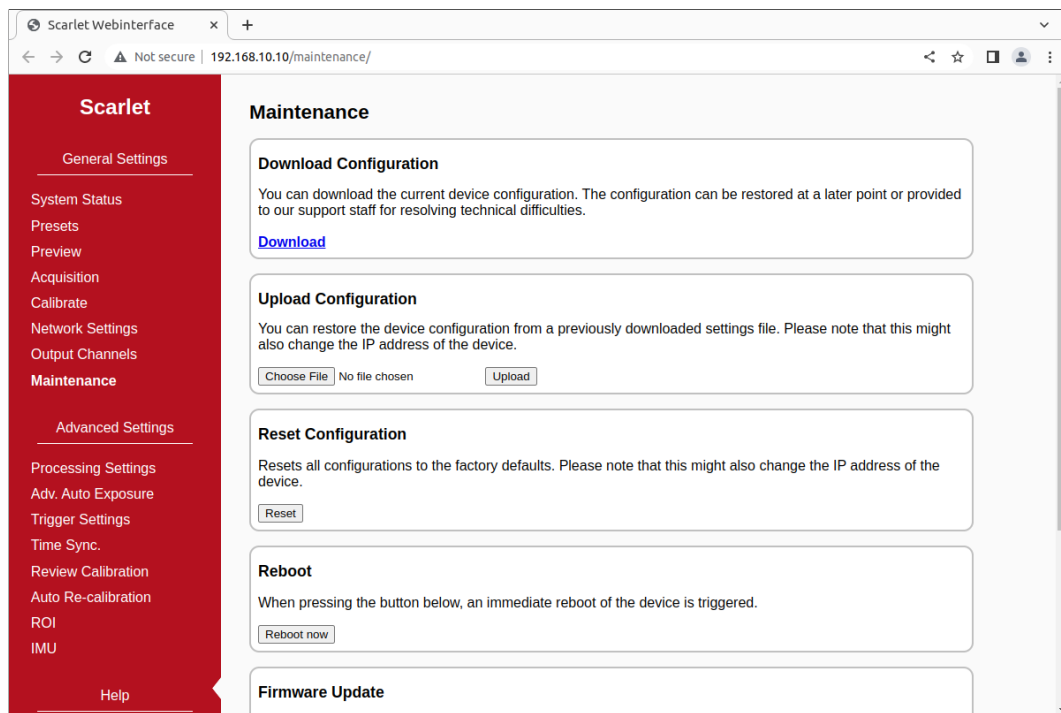 Scarlet Webinterface
Not secure
192.168.10.10/maintenance/
Scarlet
General Settings
System Status
Presets
Preview
Acquisition
Calibrate
Network Settings
Output Channels
Maintenance
Advanced Settings
Processing Settings
Adv. Auto Exposure
Trigger Settings
Time Sync.
Review Calibration
Auto Re-calibration
ROI
IMU
Help
Maintenance
Download Configuration
You can download the current device configuration. The configuration can be restored at a later point or provided
to our support staff for resolving technical difficulties.
Download
Upload Configuration
You can restore the device configuration from a previously downloaded settings file. Please note that this might
also change the IP address of the device.
Choose File No file chosen Upload
Reset Configuration
Resets all configurations to the factory defaults. Please note that this might also change the IP address of the
device.
Reset
Reboot
When pressing the button below, an immediate reboot of the device is triggered.
Reboot now
Firmware Update